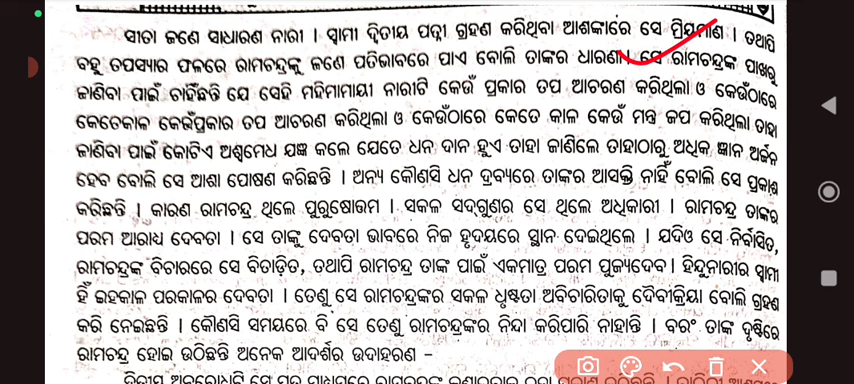 ସୀତା ଜଣେ ସାଧାରଣ ନାରୀ । ସ୍ୱାମୀ ଦ୍ୱିତୀୟ ପତ୍ନୀ ଗ୍ରହଣ କରିଥିବା ଆଶଙ୍କାରେ ସେ ମ୍ରିୟମାଣ । ତଥାପି
ବହୁ ତପସ୍ୟାର ଫଳରେ ରାମଚନ୍ଦ୍ରଙ୍କୁ ଜଣେ ପତିଭାବରେ ପାଏ ବୋଲି ତାଙ୍କର ଧାରଣା । ସେ ରାମଚନ୍ଦ୍ରଙ୍କ ପାଖରୁ
ଜାଣିବା ପାଇଁ ଚାହିଁଛନ୍ତି ଯେ ସେହି ମହିମାମୟୀ ନାରୀଟି କେଉଁ ପ୍ରକାର ତପ ଆଚରଣ କରିଥିଲା ଓ କେଉଁଠାରେ
କେତେକାଳ କେଉଁପ୍ରକାର ତପ ଆଚରଣ କରିଥିଲା ଓ କେଉଁଠାରେ କେତେ କାଳ କେଉଁ ମନ୍ତ୍ର ଜପ କରିଥିଲା ତାହା
ଜାଣିବା ପାଇଁ କୋଟିଏ ଅଶ୍ୱମେଧ ଯଜ୍ଞ କଲେ ଯେତେ ଧନ ଦାନ ହୁଏ ତାହା ଜାଣିଲେ ତାହାଠାରୁ ଅଧିକ ଜ୍ଞାନ ଅର୍ଜନ
ହେବ ବୋଲି ସେ ଆଶା ପୋଷଣ କରିଛନ୍ତି । ଅନ୍ୟ କୌଣସି ଧନ ଦ୍ରବ୍ୟରେ ତାଙ୍କର ଆସକ୍ତି ନାହିଁ ବୋଲି ସେ ପ୍ରକାଶ
କରିଛନ୍ତି । କାରଣ ରାମଚନ୍ଦ୍ର ଥିଲେ ପୁରୁଷୋତ୍ତମ । ସକଳ ସଦ୍‌ଗୁଣର ସେ ଥିଲେ ଅଧିକାରୀ । ରାମଚନ୍ଦ୍ର ତାଙ୍କର
ପରମ ଆରାଧ୍ୟ ଦେବତା । ସେ ତାଙ୍କୁ ଦେବତା ଭାବରେ ନିଜ ହୃଦୟରେ ସ୍ଥାନ ଦେଇଥିଲେ । ଯଦିଓ ସେ ନିର୍ବାସିତ,
ରାମଚନ୍ଦ୍ରଙ୍କ ବିଚାରରେ ସେ ବିତାଡ଼ିତ, ତଥାପି ରାମଚନ୍ଦ୍ର ତାଙ୍କ ପାଇଁ ଏକମାତ୍ର ପରମ ପୁଜ୍ୟଦେବ । ହିନ୍ଦୁନାରୀର ସ୍ୱାମୀ
ହିଁ ଇହକାଳ ପରକାଳର ଦେବତା । ତେଣୁ ସେ ରାମଚନ୍ଦ୍ରଙ୍କର ସକଳ ଧୃଷ୍ଟତା ଅବିଚାରିତାକୁ ଦୈବୀକ୍ରିୟା ବୋଲି ଗ୍ରହଣ
କରି ନେଇଛନ୍ତି । କୌଣସି ସମୟରେ ବି ସେ ତେଣୁ ରାମଚନ୍ଦ୍ରଙ୍କର ନିନ୍ଦା କରିପାରି ନାହାନ୍ତି । ବରଂ ତାଙ୍କ ଦୃଷ୍ଟିରେ
ରାମଚନ୍ଦ୍ର ହୋଇ ଉଠିଛନ୍ତି ଅନେକ ଆଦର୍ଶର ଉଦାହରଣ –